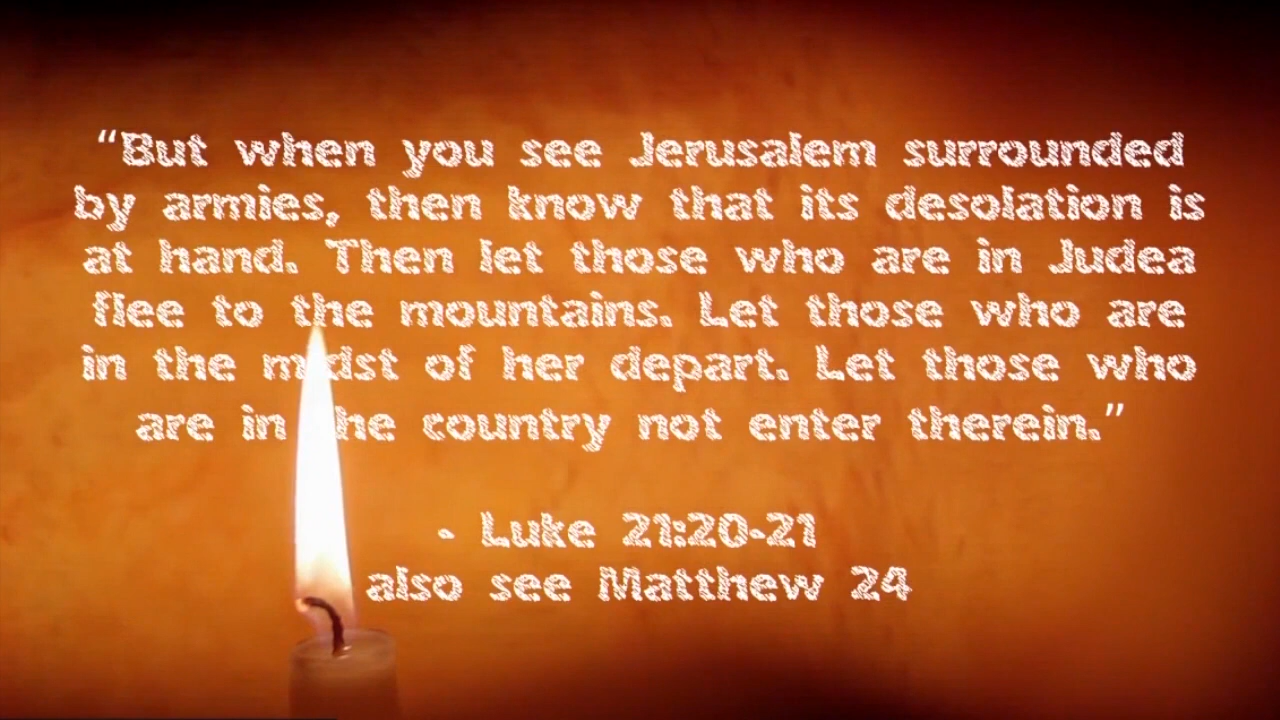 “But when you see Jerusalem surrounded
by armies, then know that its desolation is
at hand. Then let those who are in Judea
flee to the mountains. Let those who are
in the midst of her depart. Let those who
are in the country not enter therein.”
- Luke 21:20-21
also see Matthew 24